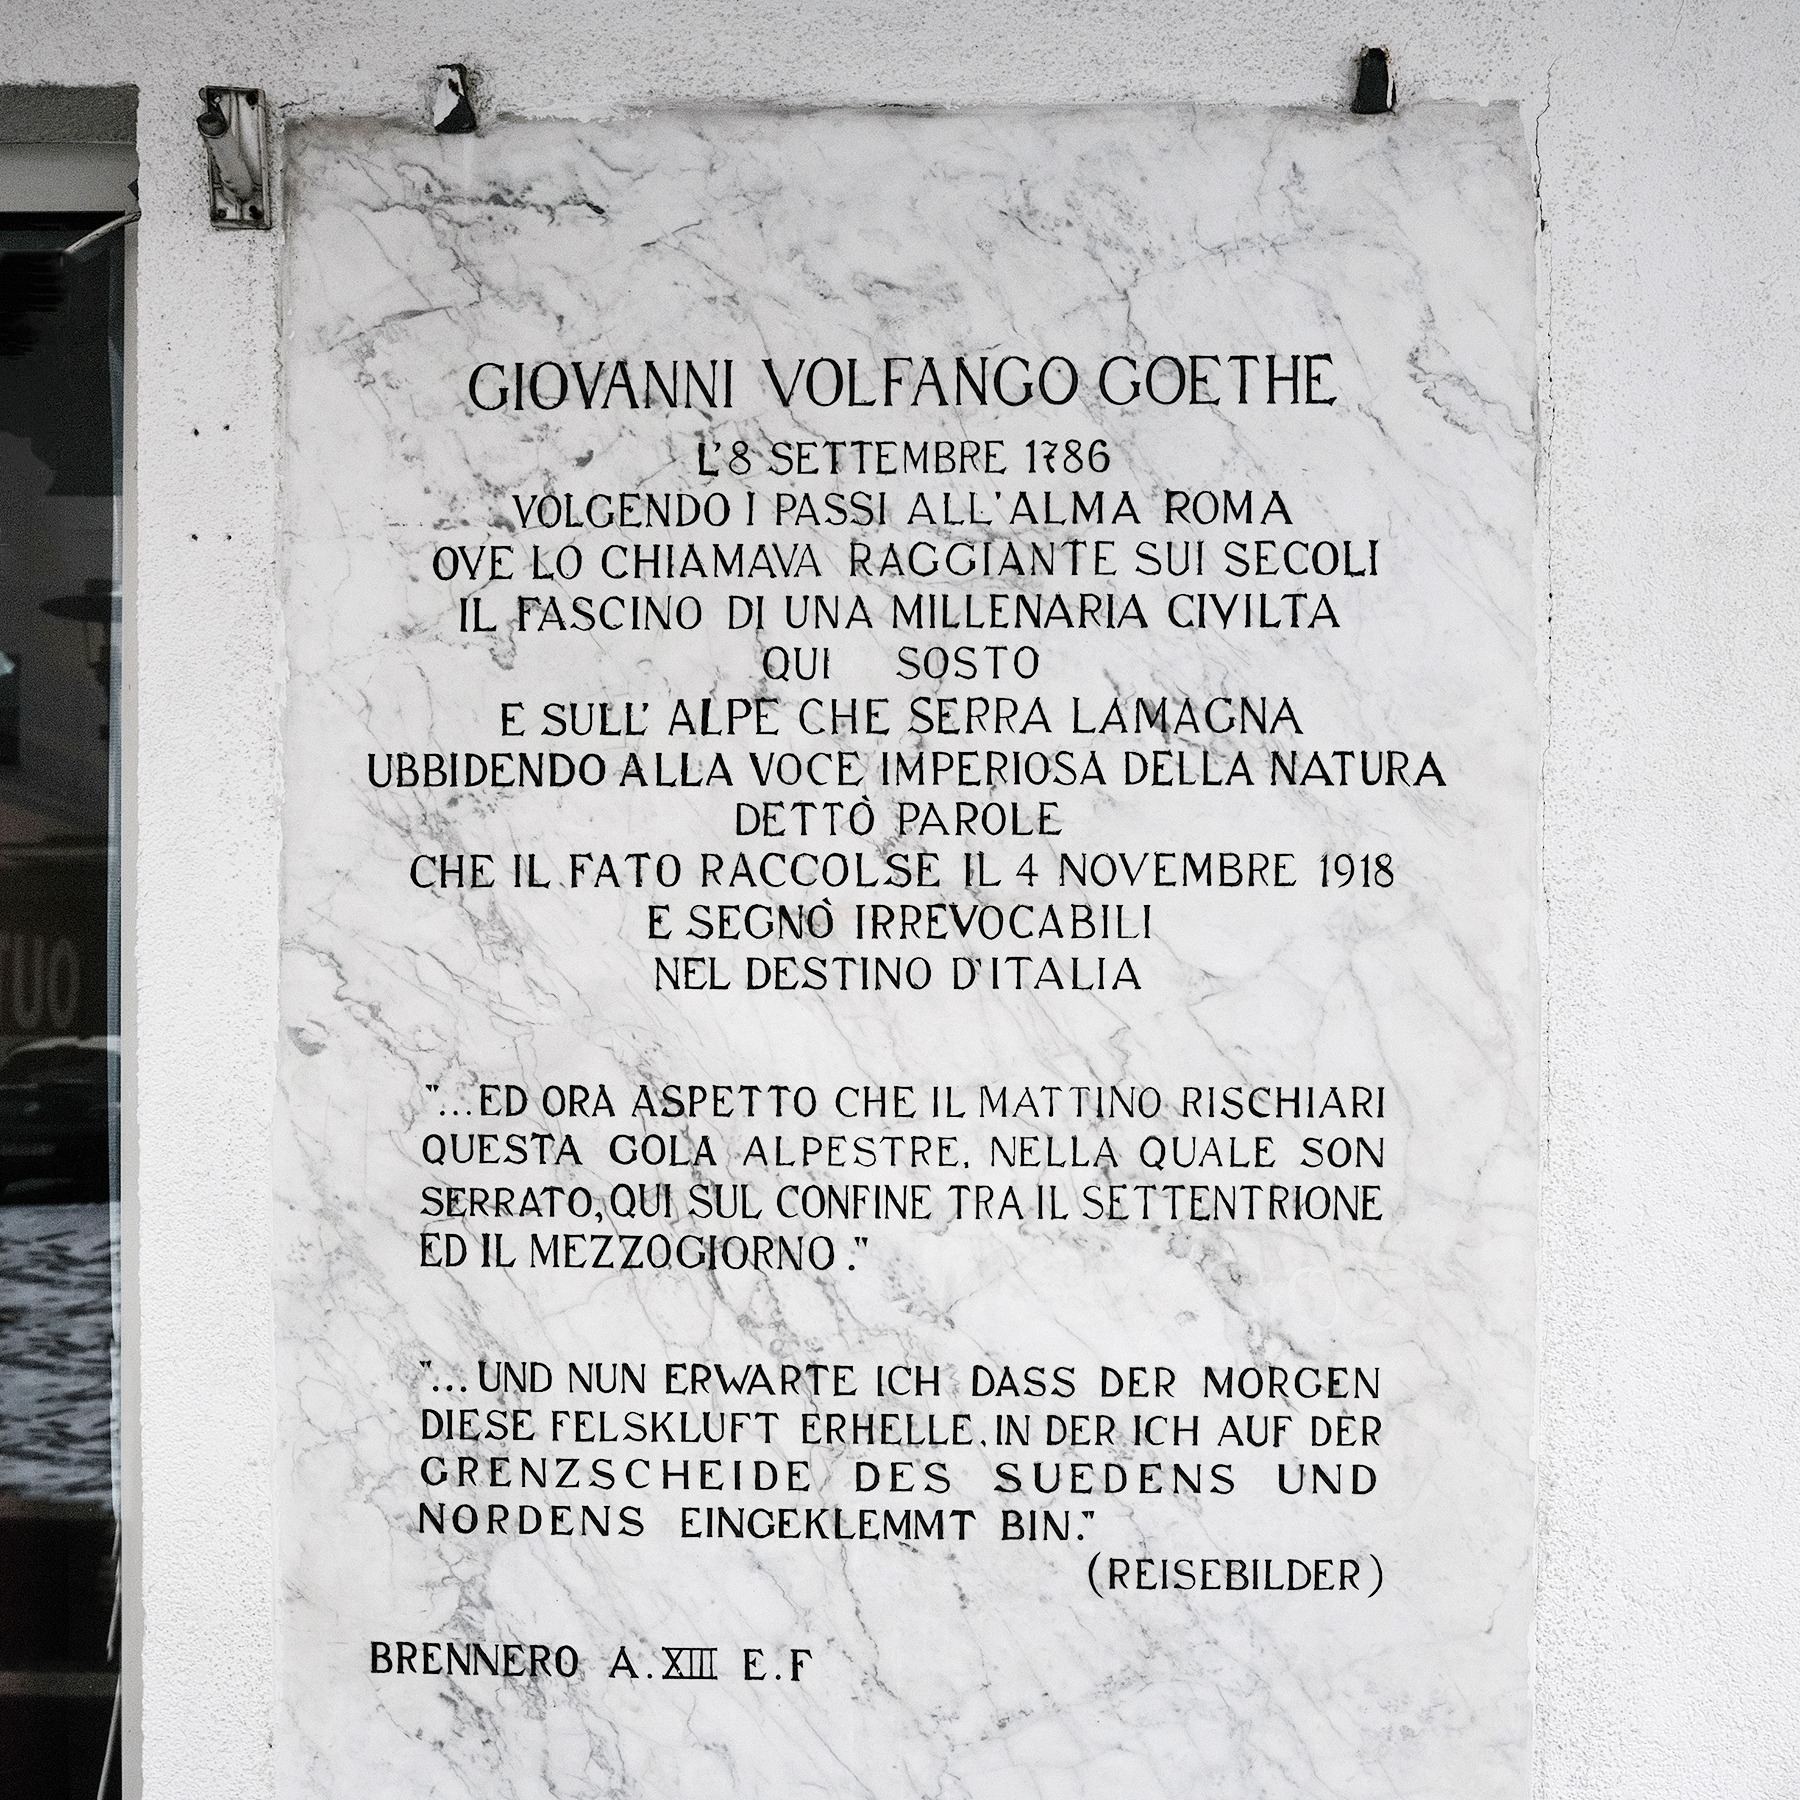 GIOVANNI VOLFANGO GOETHE
L'8 SETTEMBRE 1786
VOLGENDO I PASSI ALL'ALMA ROMA
OVE LO CHIAMAVA RAGGIANTE SUI SECOLI
IL FASCINO DI UNA MILLENARIA CIVILTA
QUI SOSTO
E SULL' ALPE CHE SERRA LAMAGNA
UBBIDENDO ALLA VOCE IMPERIOSA DELLA NATURA
DETTÒ PAROLE
CHE IL FATO RACCOLSE IL 4 NOVEMBRE 1918
E SEGNÒ IRREVOCABILI
NEL DESTINO D'ITALIA
"...ED ORA ASPETTO CHE IL MATTINO RISCHIARI
QUESTA GOLA ALPESTRE. NELLA QUALE SON
SERRATO, QUI SUL CONFINE TRA IL SETTENTRIONE
ED IL MEZZOGIORNO."
"...UND NUN ERWARTE ICH DASS DER MORGEN
DIESE FELSKLUFT ERHELLE. IN DER ICH AUF DER
GRENZSCHEIDE DES SUEDENS UND
NORDENS EINGEKLEMMT BIN."
(REISEBILDER)
BRENNERO A. XIII E.F
TUO